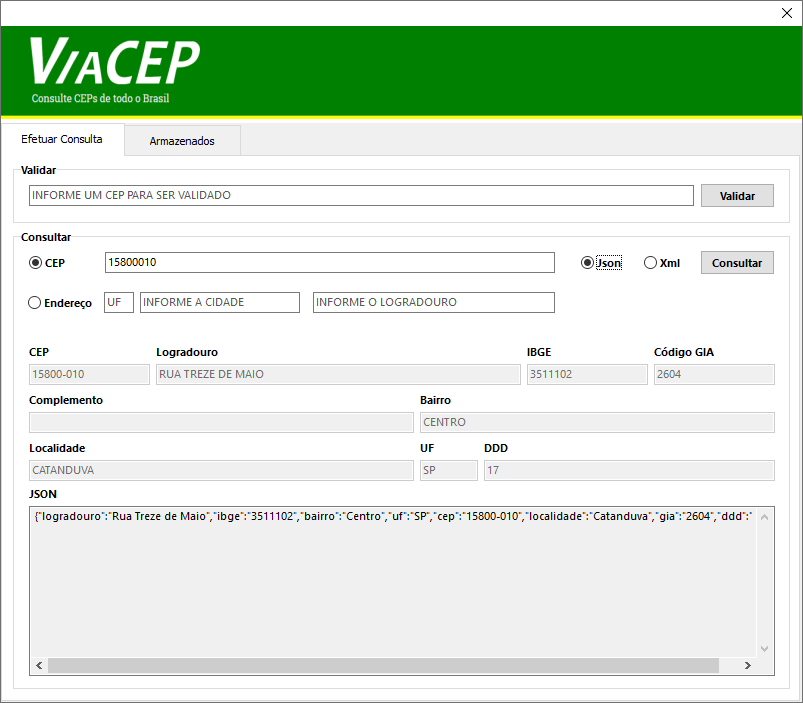 VIACEP
Consulte CEPs de todo o Brasil
Efetuar Consulta Armazenados
Validar
INFORME UM CEP PARA SER VALIDADO Validar
Consultar
CEP 15800010 Json Xml Consultar
Endereço UF INFORME A CIDADE INFORME O LOGRADOURO
CEP Logradouro IBGE Código GIA
15800-010 RUA TREZE DE MAIO 3511102 2604
Complemento Bairro
CENTRO
Localidade UF DDD
CATANDUVA SP 17
JSON
{"logradouro":"Rua Treze de Maio","ibge":"3511102","bairro":"Centro","uf":"SP","cep":"15800-010","localidade":"Catanduva","gia":"2604","ddd":"